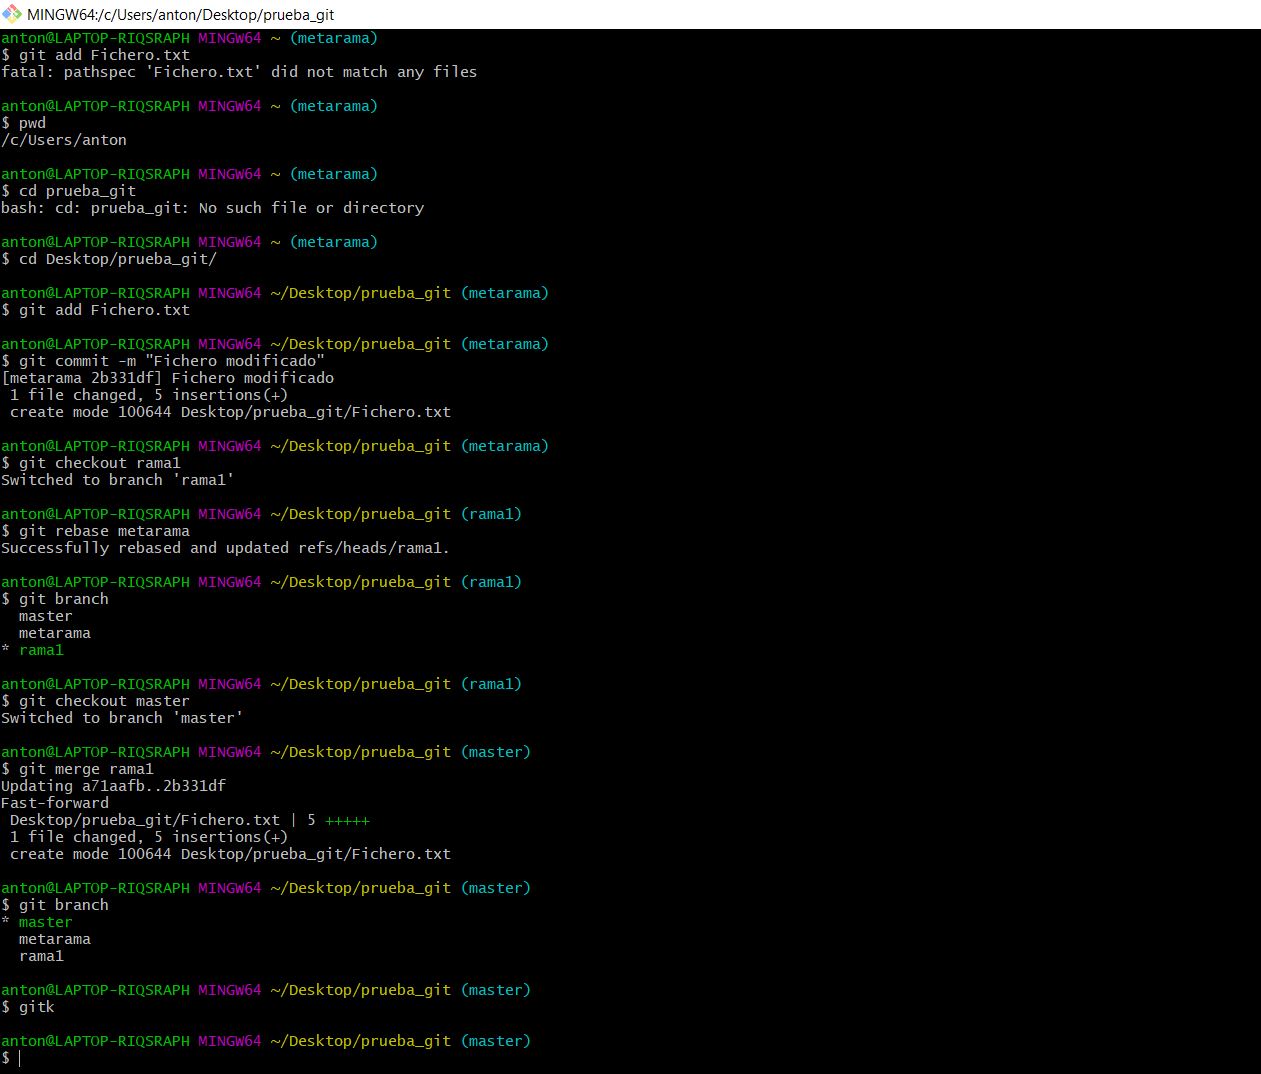 MINGW64:/c/Users/anton/Desktop/prueba_git
anton@LAPTOP-RIQSRAPH MINGW64 ~ (metarama)
$ git add Fichero.txt
fatal: pathspec 'Fichero.txt' did not match any files
anton@LAPTOP-RIQSRAPH MINGW64 ~ (metarama)
$ pwd
/c/Users/anton
anton@LAPTOP-RIQSRAPH MINGW64 ~ (metarama)
$ cd prueba_git
bash: cd: prueba_git: No such file or directory
anton@LAPTOP-RIQSRAPH MINGW64 ~ (metarama)
$ cd Desktop/prueba_git/
anton@LAPTOP-RIQSRAPH MINGW64 ~/Desktop/prueba_git (metarama)
$ git add Fichero.txt
anton@LAPTOP-RIQSRAPH MINGW64 ~/Desktop/prueba_git (metarama)
$ git commit -m "Fichero modificado"
[metarama 2b331df] Fichero modificado
1 file changed, 5 insertions(+)
create mode 100644 Desktop/prueba_git/Fichero.txt
anton@LAPTOP-RIQSRAPH MINGW64 ~/Desktop/prueba_git (metarama)
$ git checkout rama1
Switched to branch 'rama1'
anton@LAPTOP-RIQSRAPH MINGW64 ~/Desktop/prueba_git (rama1)
$ git rebase metarama
Successfully rebased and updated refs/heads/rama1.
anton@LAPTOP-RIQSRAPH MINGW64 ~/Desktop/prueba_git (rama1)
$ git branch
master
metarama
* rama1
anton@LAPTOP-RIQSRAPH MINGW64 ~/Desktop/prueba_git (rama1)
$ git checkout master
Switched to branch 'master'
anton@LAPTOP-RIQSRAPH MINGW64 ~/Desktop/prueba_git (master)
$ git merge rama1
Updating a71aafb..2b331df
Fast-forward
Desktop/prueba_git/Fichero.txt | 5 +++++
1 file changed, 5 insertions(+)
create mode 100644 Desktop/prueba_git/Fichero.txt
anton@LAPTOP-RIQSRAPH MINGW64 ~/Desktop/prueba_git (master)
$ git branch
* master
metarama
rama1
anton@LAPTOP-RIQSRAPH MINGW64 ~/Desktop/prueba_git (master)
$ gitk
anton@LAPTOP-RIQSRAPH MINGW64 ~/Desktop/prueba_git (master)
$